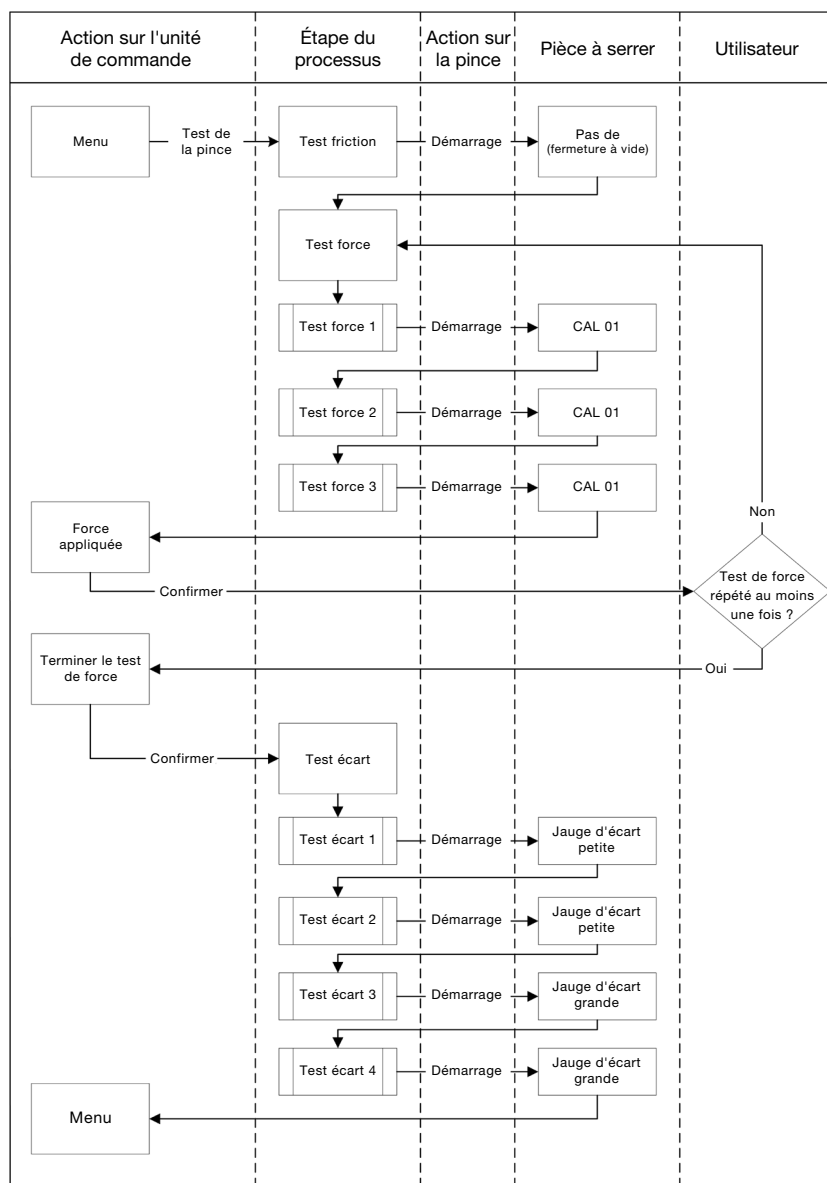 Action sur l'unité
de commande
Étape du
processus
Action sur
la pince
Pièce à serrer
Utilisateur
Menu
Test de
la pince
Test friction
Démarrage
Pas de
(fermeture à vide)
Test force
Test force 1
Démarrage
CAL 01
Test force 2
Démarrage
CAL 01
Test force 3
Démarrage
CAL 01
Force
appliquée
Non
Confirmer
Test de force
répété au moins
une fois ?
Terminer le test
de force
Oui
Confirmer
Test écart
Test écart 1
Démarrage
Jauge d'écart
petite
Test écart 2
Démarrage
Jauge d'écart
petite
Test écart 3
Démarrage
Jauge d'écart
grande
Test écart 4
Démarrage
Jauge d'écart
grande
Menu